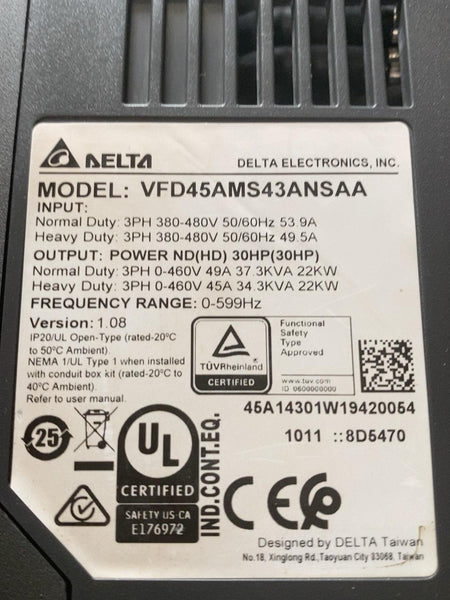 DELTA
DELTA ELECTRONICS, INC.
MODEL: VFD45AMS43ANSAA
INPUT:
Normal Duty: 3PH 380-480V 50/60Hz 53.9A
Heavy Duty: 3PH 380-480V 50/60Hz 49.5A
OUTPUT: POWER ND(HD) 30HP(30HP)
Normal Duty: 3PH 0-460V 49A 37.3KVA 22KW
Heavy Duty: 3PH 0-460V 45A 34.3KVA 22KW
FREQUENCY RANGE: 0-599Hz
Version: 1.08
IP20/UL Open-Type (rated-20°C
to 50°C Ambient).
NEMA 1/UL Type 1 when installed
with conduit box kit (rated-20°C to
40°C Ambient).
Refer to user manual.
TÜVRheinland
CERTIFIED
Functional
Safety
Type
Approved
www.tuv.com
ID 0600000000
45A14301W19420054
1011 ::8D5470
25
UL
CERTIFIED
SAFETY US CA
E176972
IND.CONT.EQ.
CE
Designed by DELTA Taiwan
No.18, Xinglong Rd.,Taoyuan City 33068, Taiwan